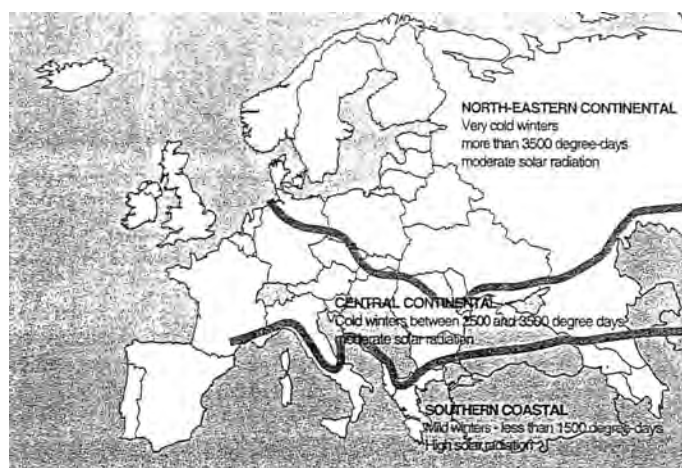 NORTH-EASTERN CONTINENTAL
Very cold winters
more than 3500 degree-days
moderate solar radiation
CENTRAL CONTINENTAL
Cold winters between 2500 and 3500 degree days
moderate solar radiation
SOUTHERN COASTAL
Mild winters - less than 1500 degree-days
High solar radiation